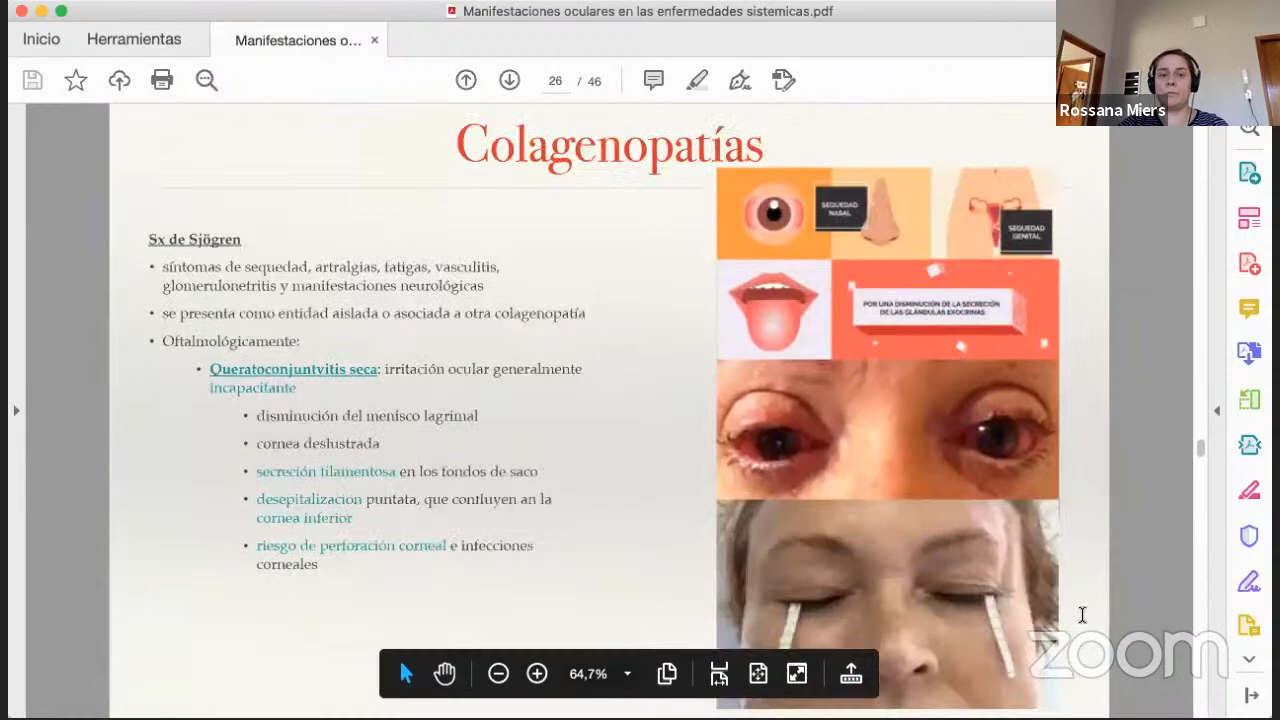 Manifestaciones oculares en las enfermedades sistemicas.pdf
Inicio
Herramientas
Manifestaciones o...
26 / 46
Rossana Miers
Colagenopatías
SEQUEDAD
NASAL
SEQUEDAD
GENITAL
POR UNA DISMINUCIÓN DE LA SECRECIÓN
DE LAS GLÁNDULAS EXOCRINAS.
Sx de Sjögren
• síntomas de sequedad, artralgias, fatigas, vasculitis,
glomerulonefritis y manifestaciones neurológicas
• se presenta como entidad aislada o asociada a otra colagenopatía
• Oftalmológicamente:
• Queratoconjuntvitis seca: irritación ocular generalmente
incapacitante
• disminución del menisco lagrimal
• cornea deslustrada
• secreción filamentosa en los fondos de saco
• desepitalización puntata, que confluyen an la
cornea inferior
• riesgo de perforación corneal e infecciones
corneales
64,7%
zoom